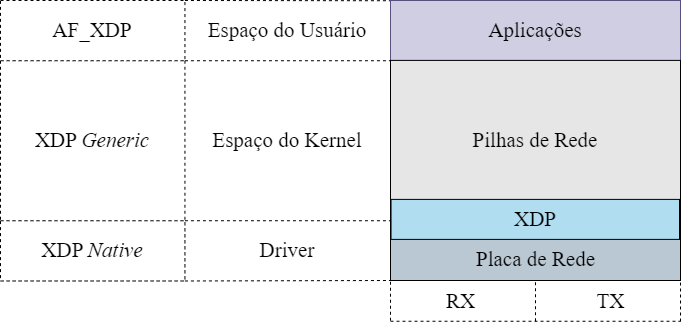 AF_XDP Espaço do Usuário Aplicações
XDP Generic Espaço do Kernel Pilhas de Rede
XDP
XDP Native Driver Placa de Rede
RX TX